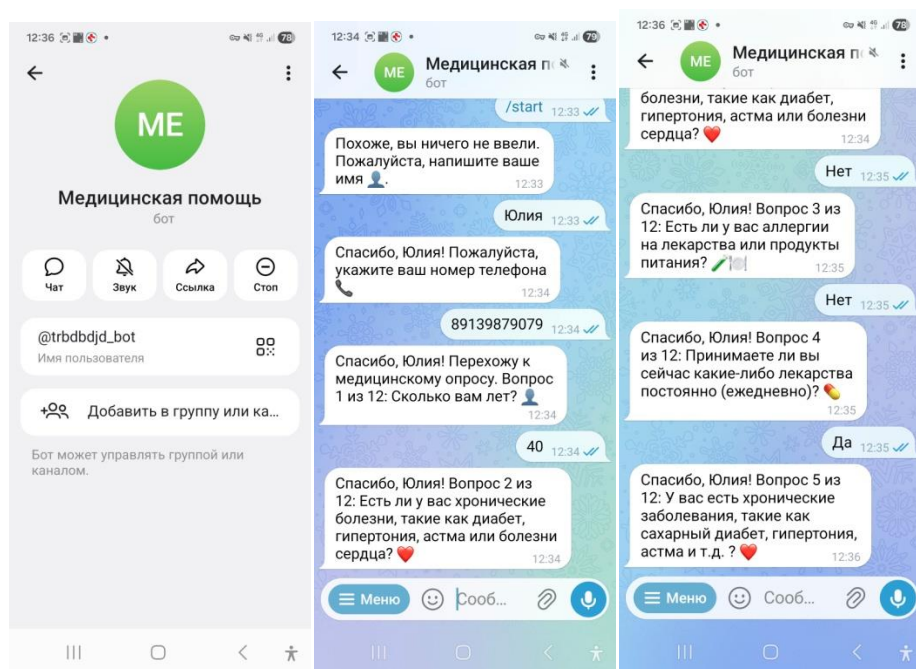 12:36
78
ME
Медицинская помощь
бот
Чат
Звук
Ссылка
Стоп
@trbdbdjd_bot
Имя пользователя
Добавить в группу или ка...
Бот может управлять группой или
каналом.
12:34
79
ME
Медицинская п
бот
/start 12:33
Похоже, вы ничего не ввели.
Пожалуйста, напишите ваше
имя 👤.
12:33
Юлия 12:33
Спасибо, Юлия! Пожалуйста,
укажите ваш номер телефона
📞
12:34
89139879079 12:34
Спасибо, Юлия! Перехожу к
медицинскому опросу. Вопрос
1 из 12: Сколько вам лет? 👤
12:34
40 12:34
Спасибо, Юлия! Вопрос 2 из
12: Есть ли у вас хронические
болезни, такие как диабет,
гипертония, астма или болезни
сердца? ❤️
12:34
Меню
Сооб...
12:36
78
ME
Медицинская по
бот
болезни, такие как диабет,
гипертония, астма или болезни
сердца? ❤️
12:34
Нет 12:35
Спасибо, Юлия! Вопрос 3 из
12: Есть ли у вас аллергии
на лекарства или продукты
питания? 🧪🍽️
12:35
Нет 12:35
Спасибо, Юлия! Вопрос 4
из 12: Принимаете ли вы
сейчас какие-либо лекарства
постоянно (ежедневно)? 💊
12:35
Да 12:35
Спасибо, Юлия! Вопрос 5 из
12: У вас есть хронические
заболевания, такие как
сахарный диабет, гипертония,
астма и т.д. ? ❤️
12:36
Меню
Сооб...